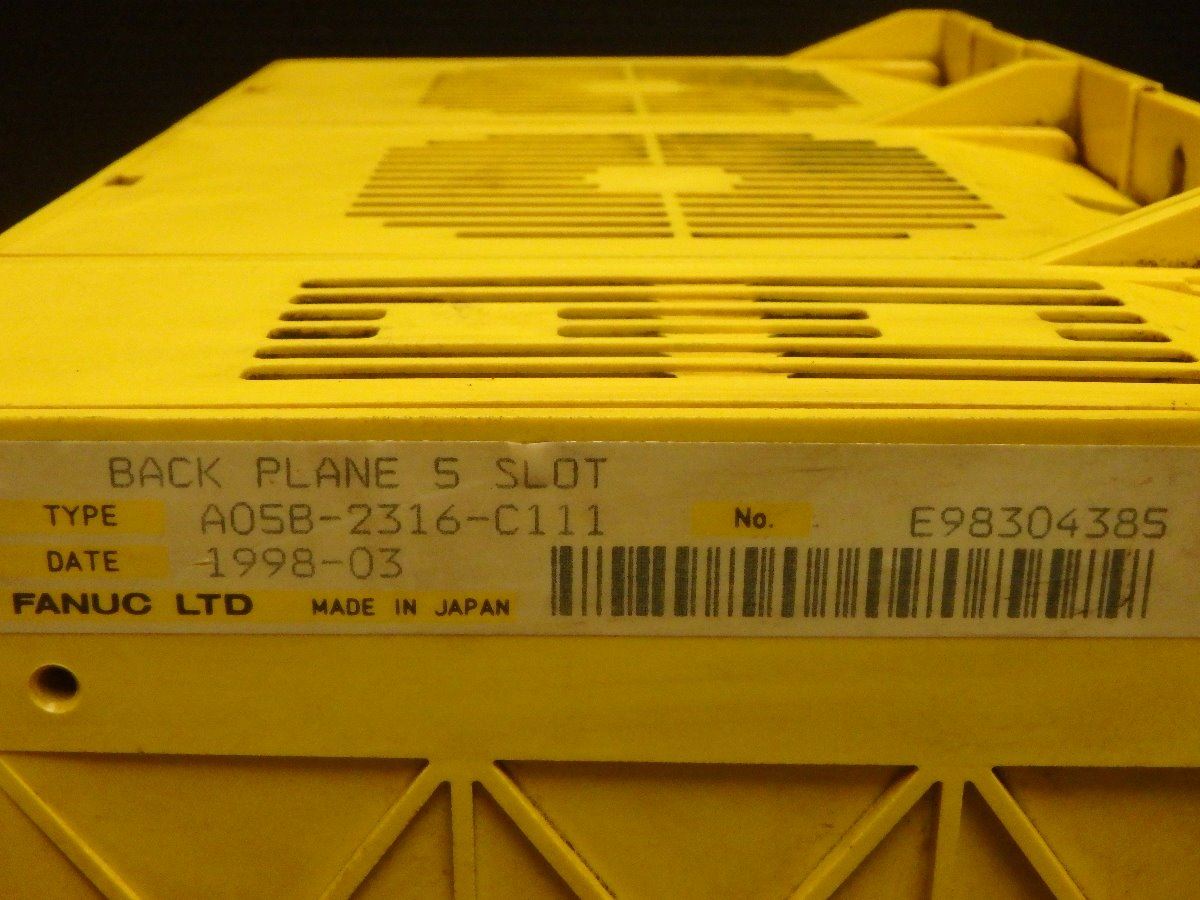 BACK PLANE 5 SLOT
TYPE A05B-2316-C111 No. E98304385
DATE 1998-03
FANUC LTD MADE IN JAPAN